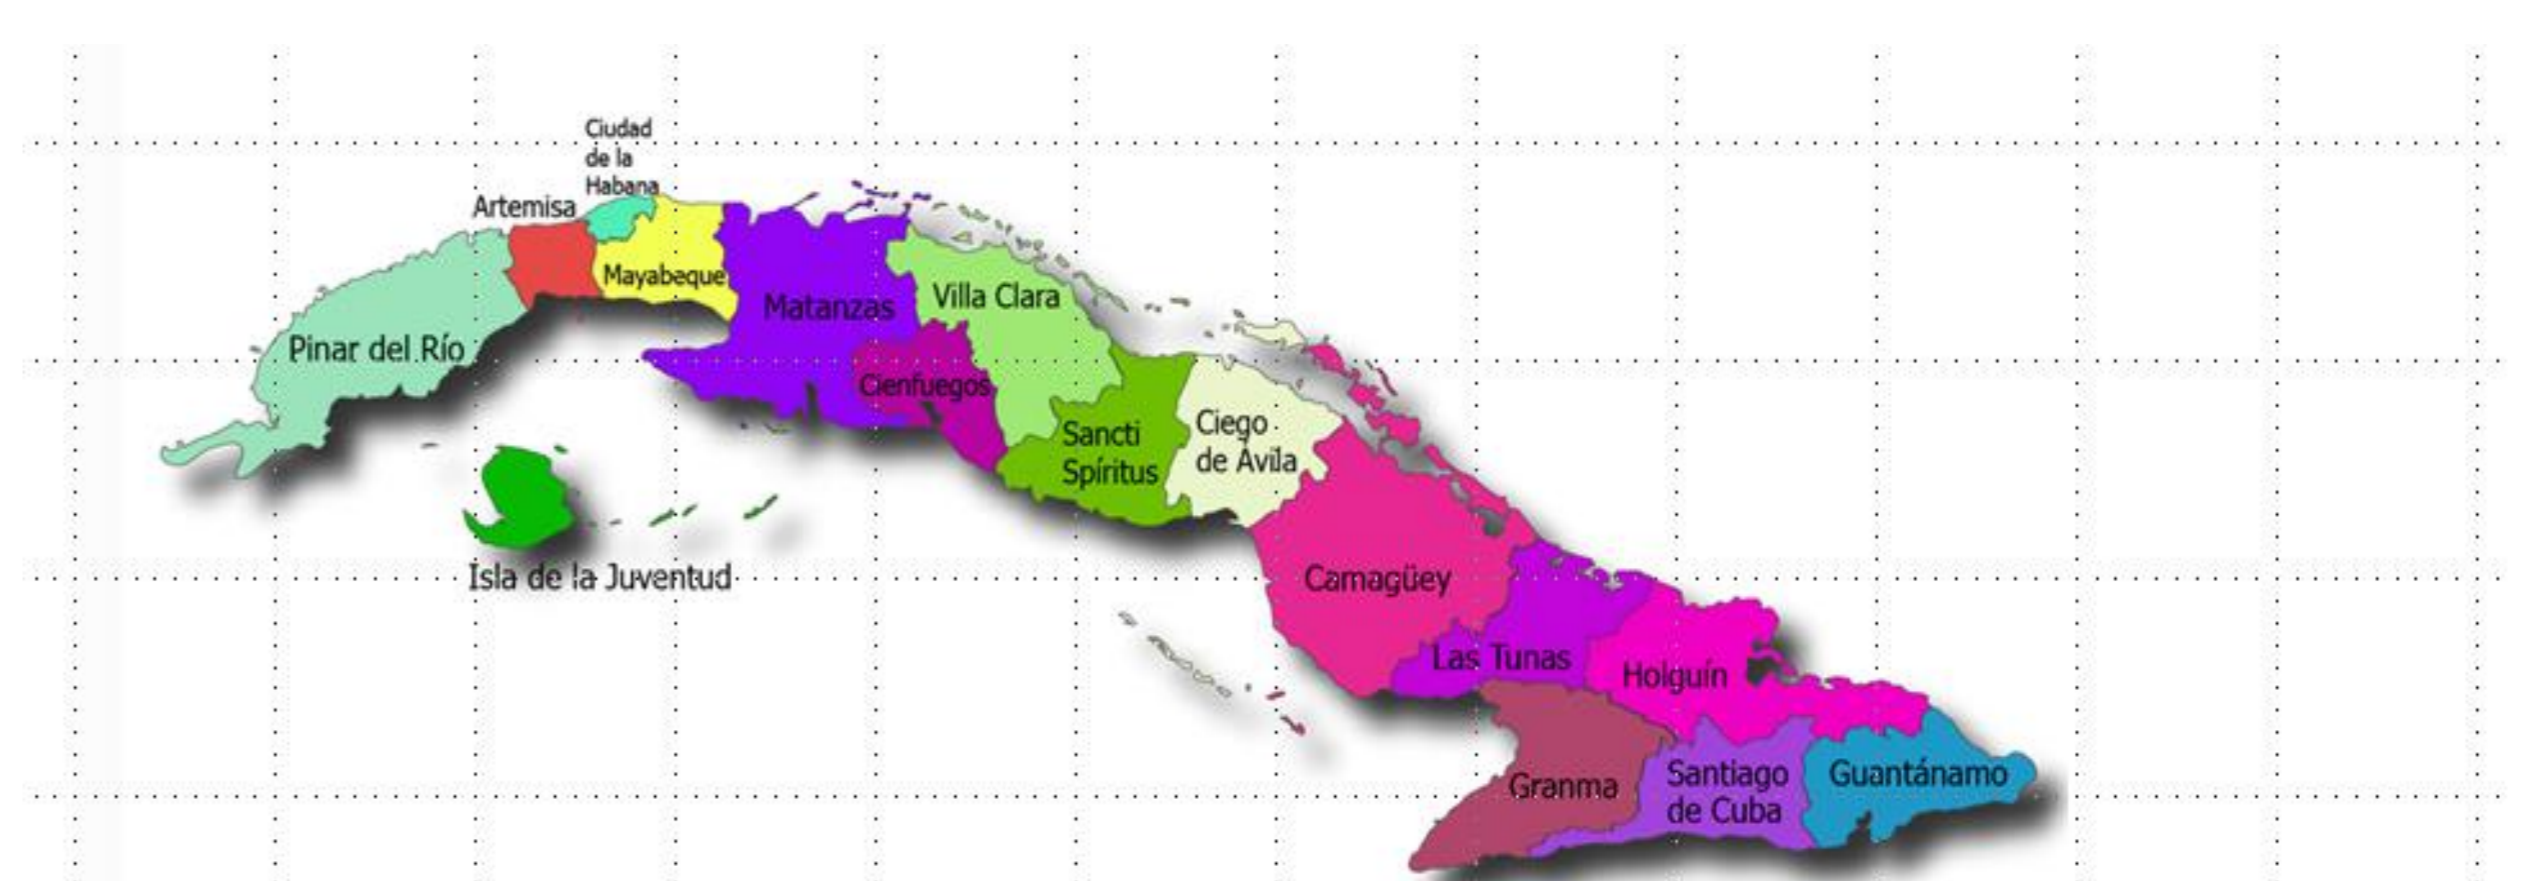 Ciudad
de la
Habana
Artemisa
Mayabeque
Matanzas
Villa Clara
Pinar del Río
Cienfuegos
Sancti
Spíritus
Ciego
de Ávila
Isla de la Juventud
Camagüey
Las Tunas
Holguín
Granma
Santiago
de Cuba
Guantánamo